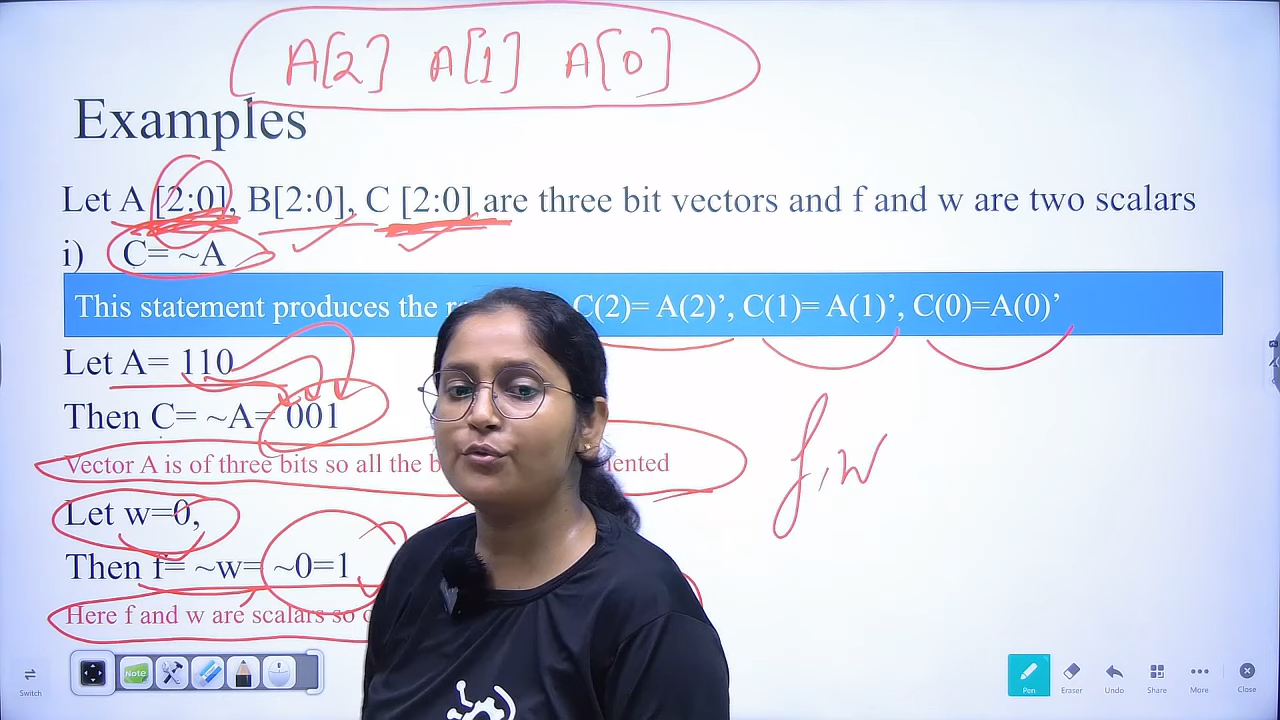 A[2] A[1] A[0]
Examples
Let A [2:0], B[2:0], C [2:0] are three bit vectors and f and w are two scalars
i) C= ~A
This statement produces the C(2)= A(2)’, C(1)= A(1)’, C(0)=A(0)’
Let A= 110
Then C= ~A= 001
Vector A is of three bits so all the
f, w
Let w=0,
Then f= ~w= ~0=1
Here f and w are scalars so
Switch
Note
Pen
Eraser
Undo
Share
More
Close